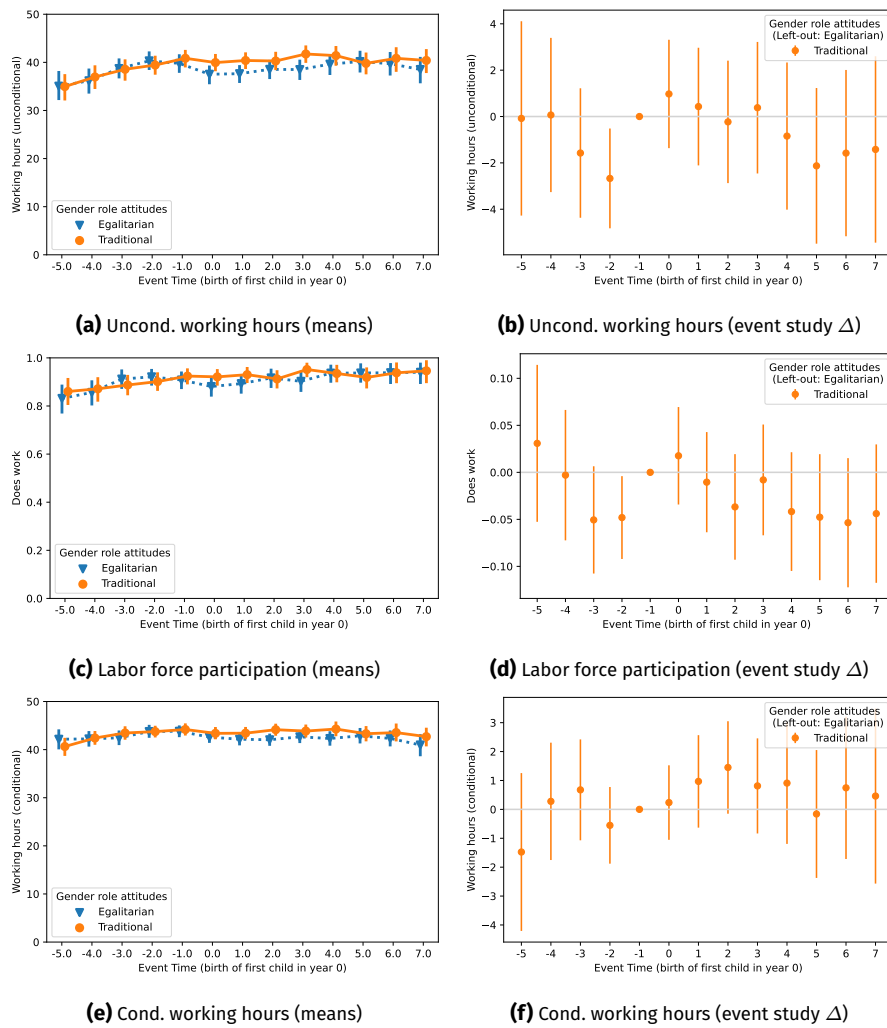 50
40
30
20
10
0
Working hours (unconditional)
Gender role attitudes
Egalitarian
Traditional
-5.0 -4.0 -3.0 -2.0 -1.0 0.0 1.0 2.0 3.0 4.0 5.0 6.0 7.0
Event Time (birth of first child in year 0)
(a) Uncond. working hours (means)
4
2
0
−2
−4
Working hours (unconditional)
Gender role attitudes
(Left-out: Egalitarian)
Traditional
-5 -4 -3 -2 -1 0 1 2 3 4 5 6 7
Event Time (birth of first child in year 0)
(b) Uncond. working hours (event study Δ)
1.0
0.8
0.6
0.4
0.2
0.0
Does work
Gender role attitudes
Egalitarian
Traditional
-5.0 -4.0 -3.0 -2.0 -1.0 0.0 1.0 2.0 3.0 4.0 5.0 6.0 7.0
Event Time (birth of first child in year 0)
(c) Labor force participation (means)
0.10
0.05
0.00
−0.05
−0.10
Does work
Gender role attitudes
(Left-out: Egalitarian)
Traditional
-5 -4 -3 -2 -1 0 1 2 3 4 5 6 7
Event Time (birth of first child in year 0)
(d) Labor force participation (event study Δ)
50
40
30
20
10
0
Working hours (conditional)
Gender role attitudes
Egalitarian
Traditional
-5.0 -4.0 -3.0 -2.0 -1.0 0.0 1.0 2.0 3.0 4.0 5.0 6.0 7.0
Event Time (birth of first child in year 0)
(e) Cond. working hours (means)
3
2
1
0
−1
−2
−3
−4
Working hours (conditional)
Gender role attitudes
(Left-out: Egalitarian)
Traditional
-5 -4 -3 -2 -1 0 1 2 3 4 5 6 7
Event Time (birth of first child in year 0)
(f) Cond. working hours (event study Δ)